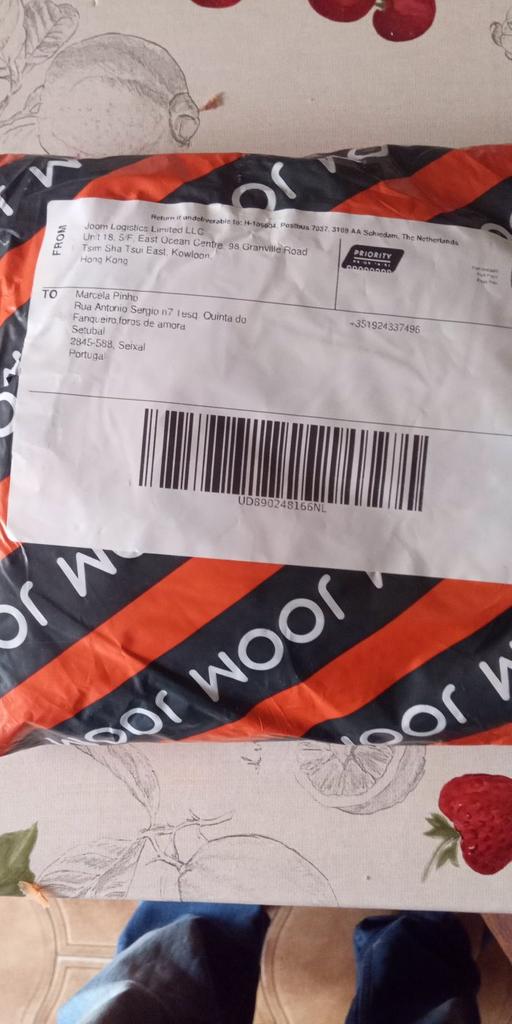 Return if undeliverable to: H-109604, Postbus 7037, 3109 AA Schiedam, The Netherlands
FROM
Joom Logistics Limited LLC
Unit 18, 5/F, East Ocean Centre, 98 Granville Road
Tsim Sha Tsui East, Kowloon,
Hong Kong
PRIORITY
TO
Marcela Pinho
Rua Antonio Sergio n7 1esq. Quinta do
Fanqueiro,foros de amora
Setubal
2845-588, Seixal
Portugal
+351924337496
UD890248166NL
JOOM
JOOM
JOOM